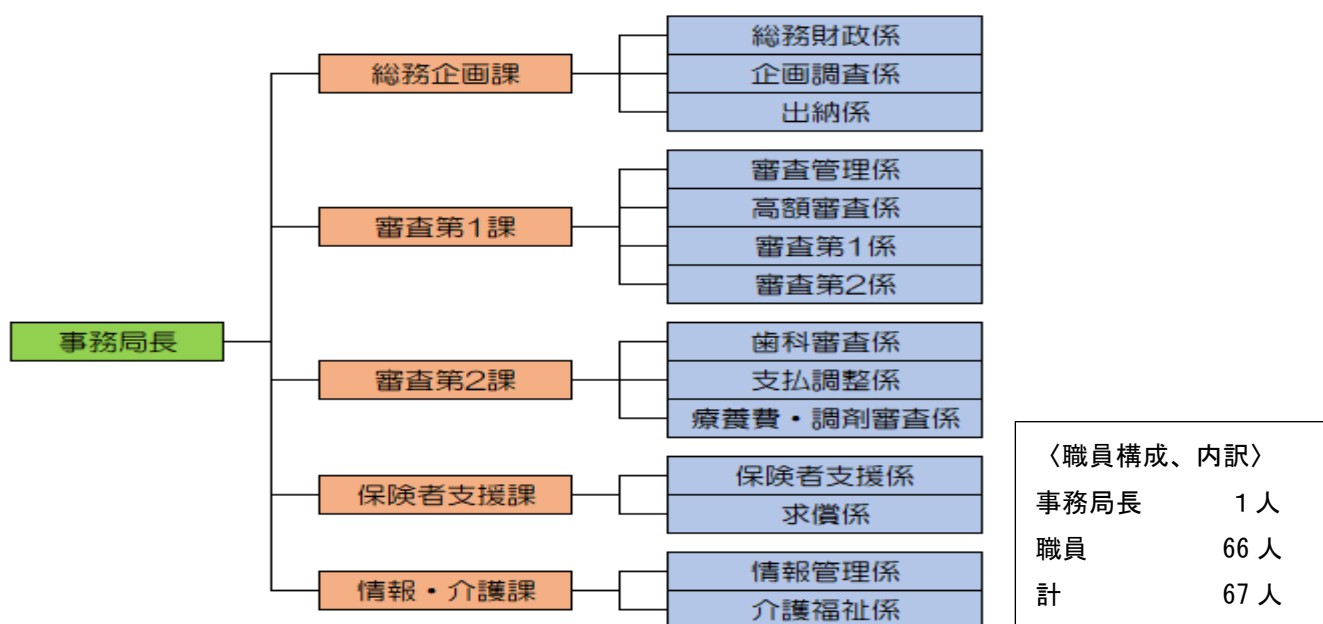 事務局長
総務企画課
総務財政係
企画調査係
出納係
審査第1課
審査管理係
高額審査係
審査第1係
審査第2係
審査第2課
歯科審査係
支払調整係
療養費・調剤審査係
保険者支援課
保険者支援係
求償係
情報・介護課
情報管理係
介護福祉係
〈職員構成、内訳〉
事務局長 1人
職員 66人
計 67人